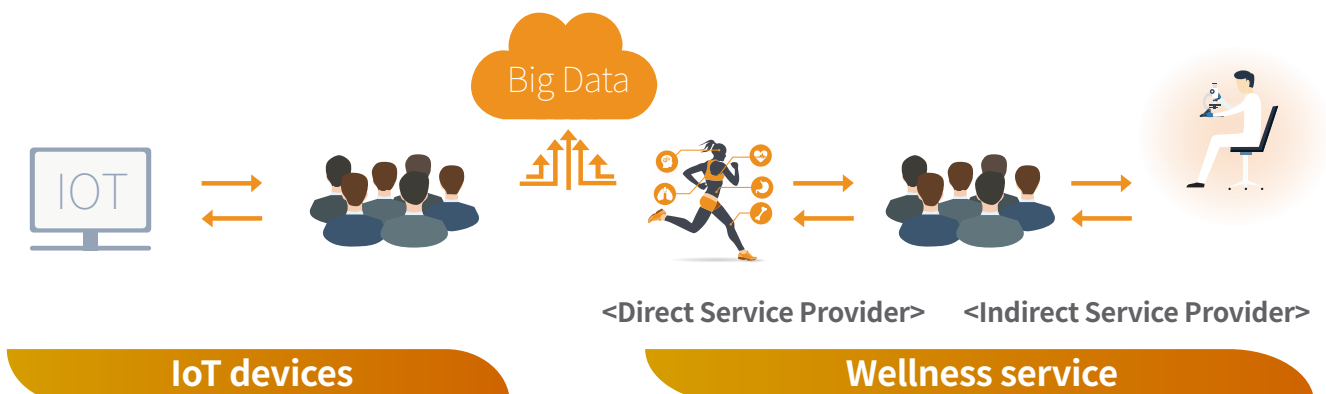 Big Data
IOT
<Direct Service Provider>
<Indirect Service Provider>
IoT devices
Wellness service